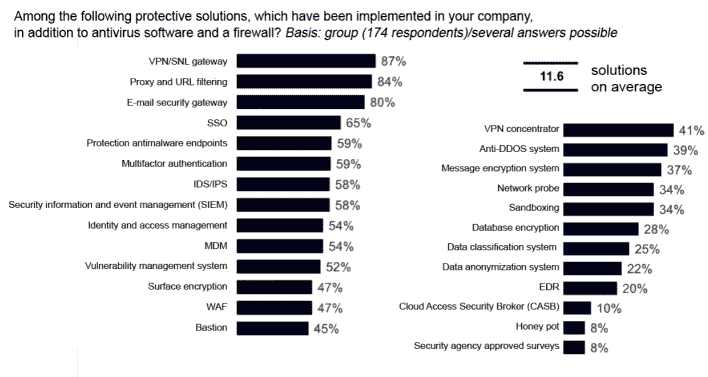 Among the following protective solutions, which have been implemented in your company,
in addition to antivirus software and a firewall? Basis: group (174 respondents)/several answers possible
11.6 solutions
on average
VPN/SNL gateway 87%
Proxy and URL filtering 84%
E-mail security gateway 80%
SSO 65%
Protection antimalware endpoints 59%
Multifactor authentication 59%
IDS/IPS 58%
Security information and event management (SIEM) 58%
Identity and access management 54%
MDM 54%
Vulnerability management system 52%
Surface encryption 47%
WAF 47%
Bastion 45%
VPN concentrator 41%
Anti-DDOS system 39%
Message encryption system 37%
Network probe 34%
Sandboxing 34%
Database encryption 28%
Data classification system 25%
Data anonymization system 22%
EDR 20%
Cloud Access Security Broker (CASB) 10%
Honey pot 8%
Security agency approved surveys 8%